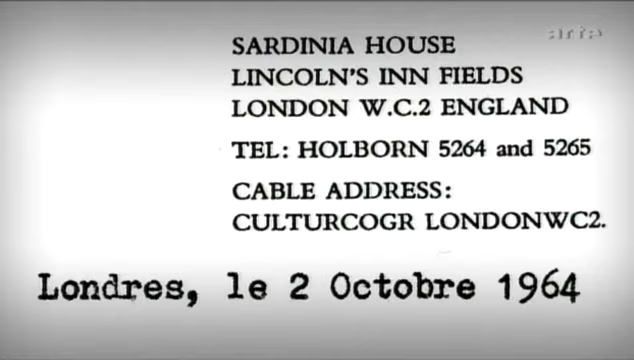 arte
SARDINIA HOUSE
LINCOLN'S INN FIELDS
LONDON W.C.2 ENGLAND
TEL: HOLBORN 5264 and 5265
CABLE ADDRESS:
CULTURCOGR LONDONWC2.
Londres, le 2 Octobre 1964